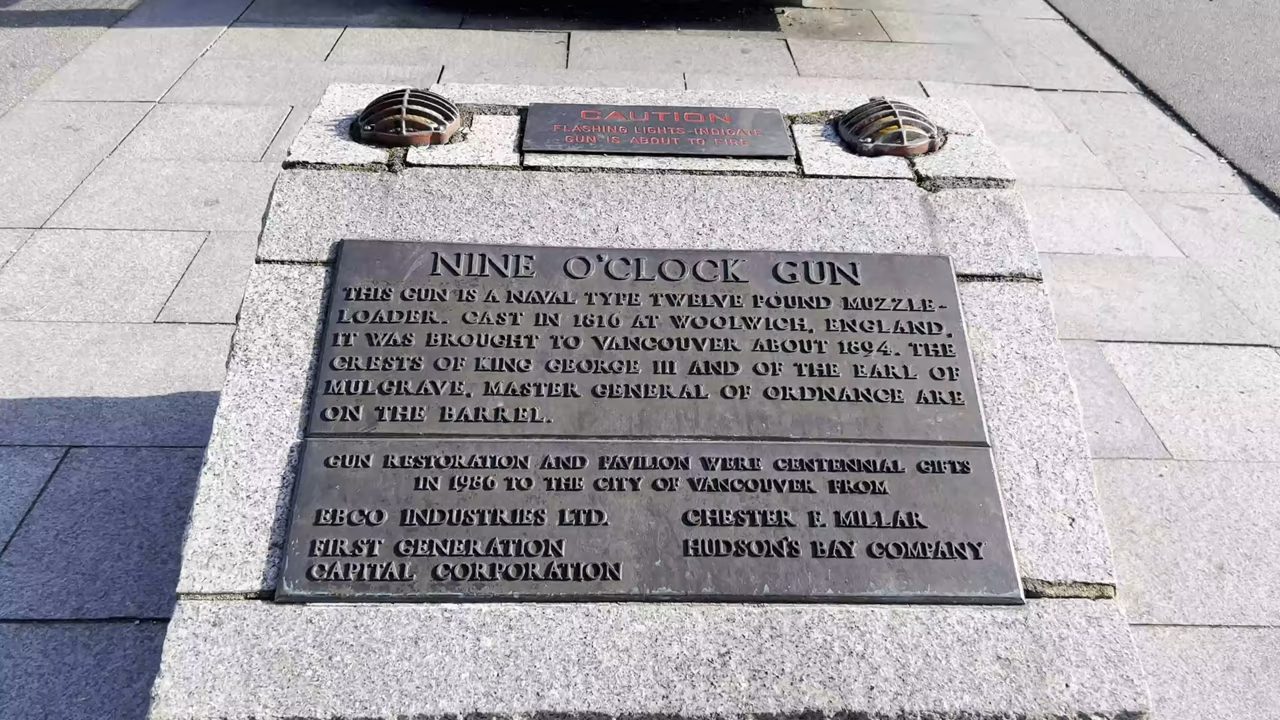 CAUTION
FLASHING LIGHTS INDICATE
GUN IS ABOUT TO FIRE
NINE O'CLOCK GUN
THIS GUN IS A NAVAL TYPE TWELVE POUND MUZZLE-
LOADER. CAST IN 1816 AT WOOLWICH, ENGLAND,
IT WAS BROUGHT TO VANCOUVER ABOUT 1894. THE
CRESTS OF KING GEORGE III AND OF THE EARL OF
MULGRAVE, MASTER GENERAL OF ORDNANCE ARE
ON THE BARREL.
GUN RESTORATION AND PAVILION WERE CENTENNIAL GIFTS
IN 1986 TO THE CITY OF VANCOUVER FROM
EBCO INDUSTRIES LTD.
FIRST GENERATION
CAPITAL CORPORATION
CHESTER F. MILLAR
HUDSON'S BAY COMPANY